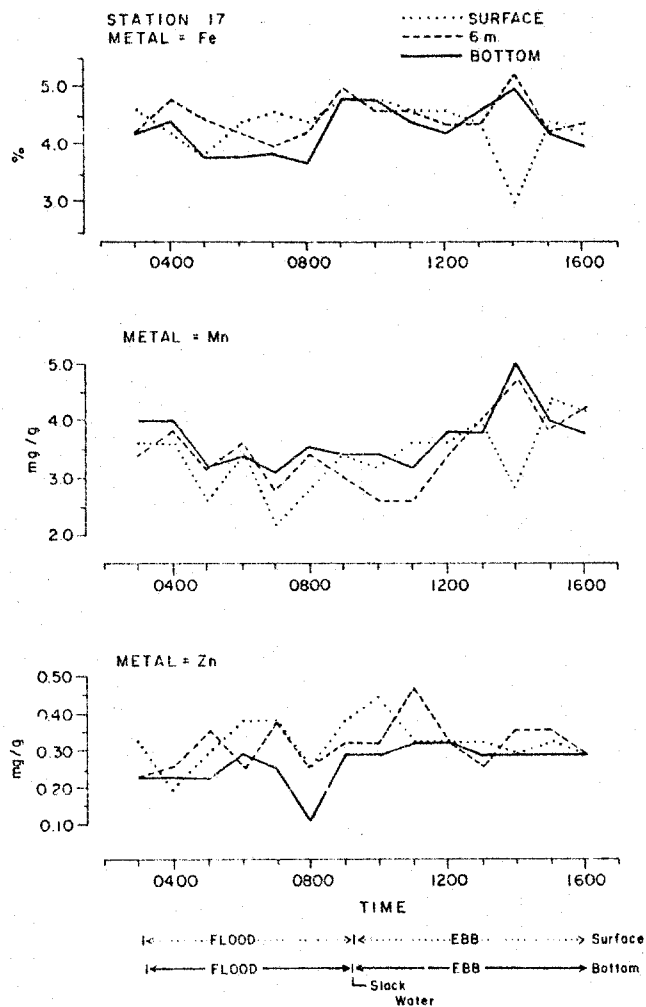 STATION 17
METAL = Fe
SURFACE
6 m.
BOTTOM
5.0
4.0
3.0
%
0400 0800 1200 1600
METAL = Mn
5.0
4.0
3.0
2.0
mg/g
0400 0800 1200 1600
METAL = Zn
0.50
0.40
0.30
0.20
0.10
mg/g
0400 0800 1200 1600
TIME
FLOOD EBB Surface
FLOOD EBB Bottom
Slack
Water